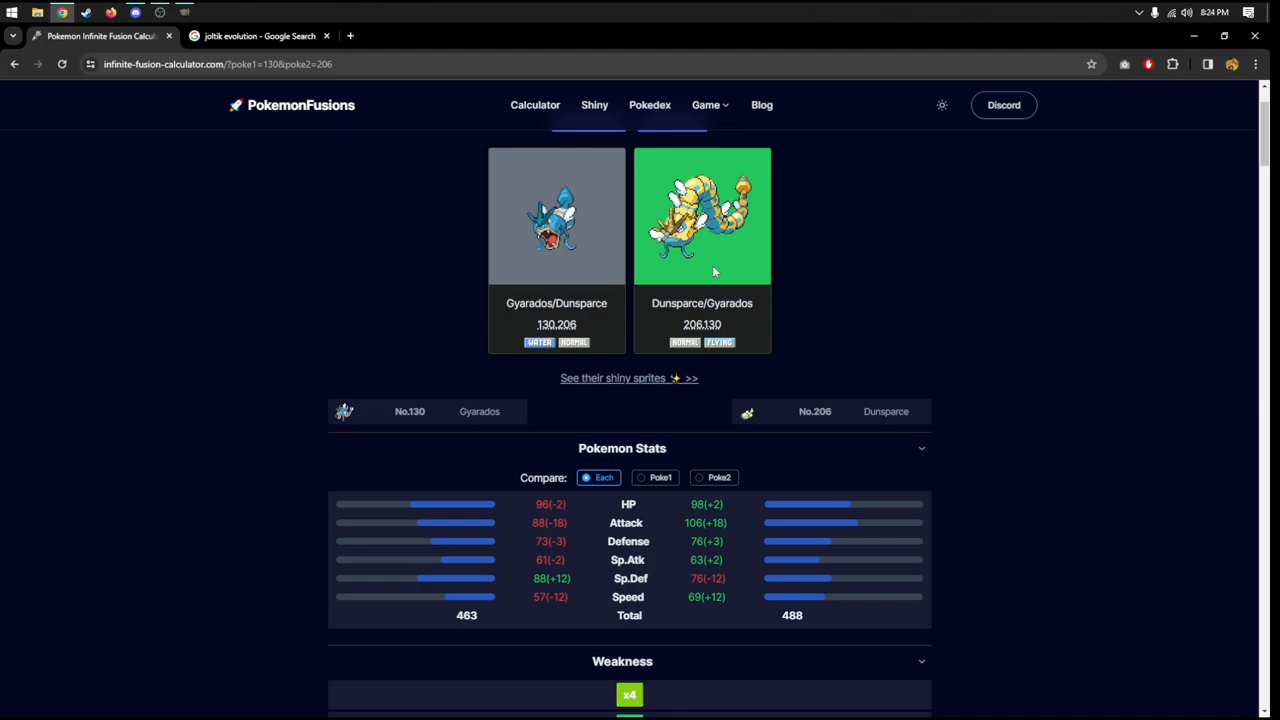 8:24 PM
Pokemon Infinite Fusion Calcula
joltik evolution - Google Search
infinite-fusion-calculator.com/?poke1=130&poke2=206
PokemonFusions
Calculator Shiny Pokedex Game Blog
Discord
Gyarados/Dunsparce Dunsparce/Gyarados
130.206 206.130
WATER NORMAL NORMAL FLYING
See their shiny sprites ✨ >>
No.130 Gyarados No.206 Dunsparce
Pokemon Stats
Compare: Each Poke1 Poke2
96(-2) HP 98(+2)
88(-18) Attack 106(+18)
73(-3) Defense 76(+3)
61(-2) Sp.Atk 63(+2)
88(+12) Sp.Def 76(-12)
57(-12) Speed 69(+12)
463 Total 488
Weakness
x4